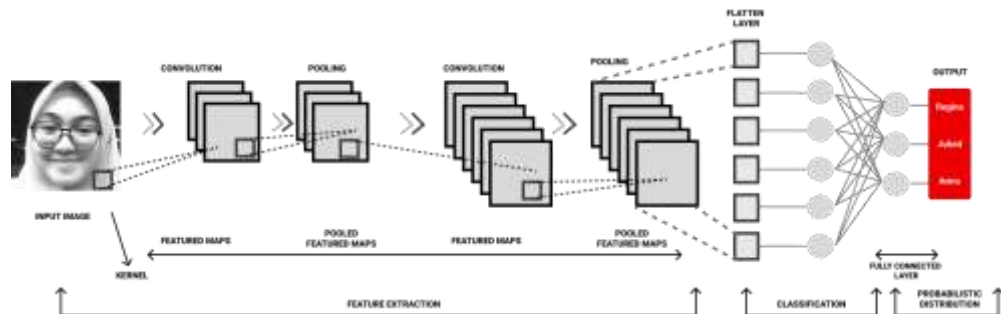 FLATTEN
LAYER
CONVOLUTION
POOLING
CONVOLUTION
POOLING
OUTPUT
Regina
INPUT IMAGE
FEATURED MAPS
POOLED
FEATURED MAPS
FEATURED MAPS
POOLED
FEATURED MAPS
KERNEL
FULLY CONNECTED
LAYER
FEATURE EXTRACTION
CLASSIFICATION
PROBABILISTIC
DISTRIBUTION